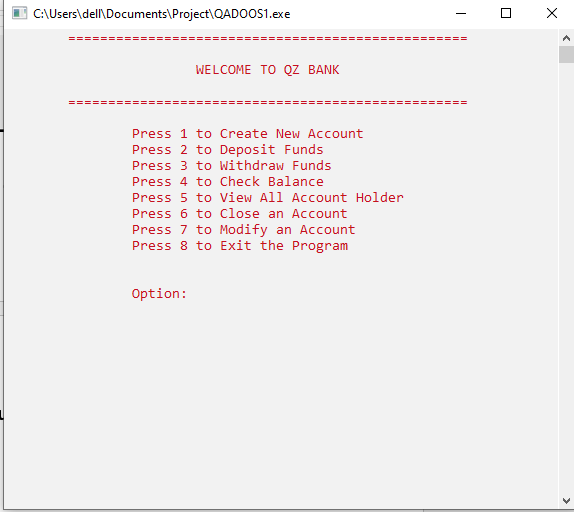 C:\Users\dell\Documents\Project\QADOOS1.exe
==================================================
WELCOME TO QZ BANK
==================================================
Press 1 to Create New Account
Press 2 to Deposit Funds
Press 3 to Withdraw Funds
Press 4 to Check Balance
Press 5 to View All Account Holder
Press 6 to Close an Account
Press 7 to Modify an Account
Press 8 to Exit the Program
Option: